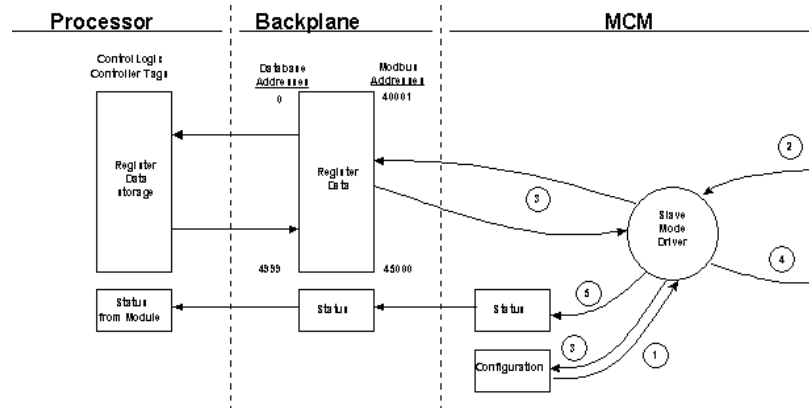 Processor
Backplane
MCM
Control Logic
Controller Tags
Database
Addresses
0
Modbus
Addresses
40001
Register
Data
storage
Register
Data
4999
45000
2
3
Slave
Mode
Driver
4
Status
from Module
Status
Status
5
Configuration
3
1